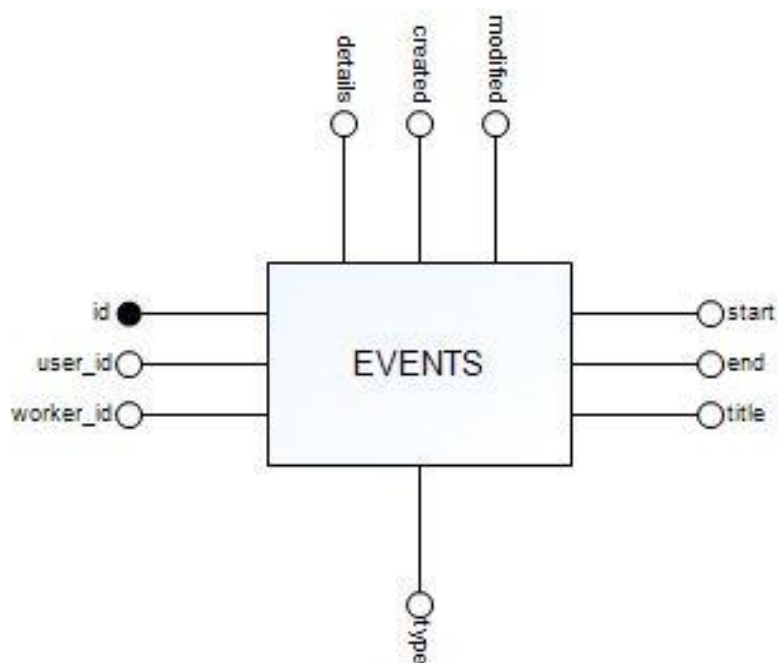 details
created
modified
id
user_id
worker_id
EVENTS
start
end
title
type